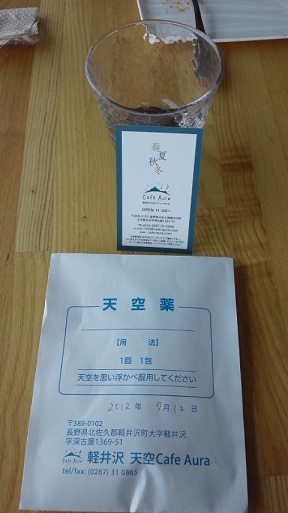 春夏秋冬
Cafe Aura
OPEN 11:00〜
天空薬
【用 法】
1回 1包
天空を思い浮かべ服用してください
2012年 9月12日
〒389-0102
長野県北佐久郡軽井沢町大字軽井沢
字深古屋1369-51
Cafe Aura
軽井沢 天空Cafe Aura
tel/fax: (0267) 31 0865